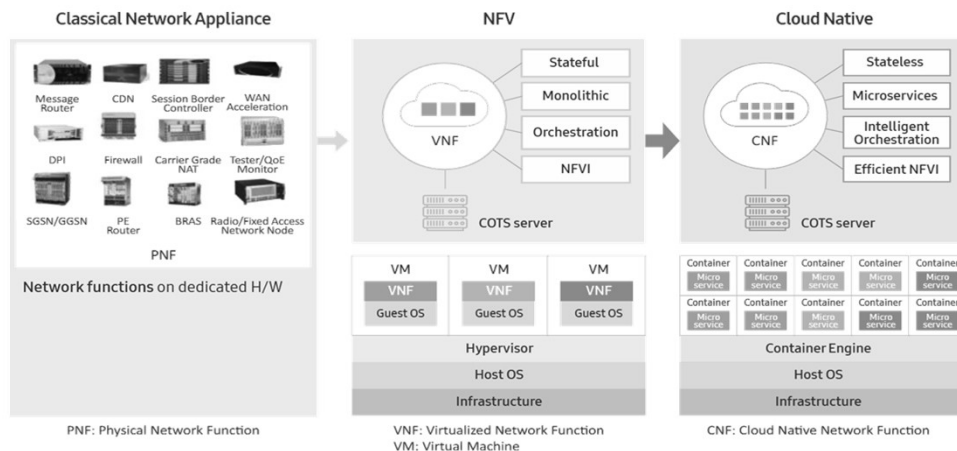 Classical Network Appliance
Message Router
CDN
Session Border Controller
WAN Acceleration
DPI
Firewall
Carrier Grade NAT
Tester/QoE Monitor
SGSN/GGSN
PE Router
BRAS
Radio/Fixed Access Network Node
PNF
Network functions on dedicated H/W
PNF: Physical Network Function
NFV
VNF
Stateful
Monolithic
Orchestration
NFVI
COTS server
VM
VNF
Guest OS
VM
VNF
Guest OS
VM
VNF
Guest OS
Hypervisor
Host OS
Infrastructure
VNF: Virtualized Network Function
VM: Virtual Machine
Cloud Native
CNF
Stateless
Microservices
Intelligent
Orchestration
Efficient NFVI
COTS server
Container Container Container Container Container
Micro service Micro service Micro service Micro service Micro service
Container Container Container Container Container
Micro service Micro service Micro service Micro service Micro service
Container Engine
Host OS
Infrastructure
CNF: Cloud Native Network Function